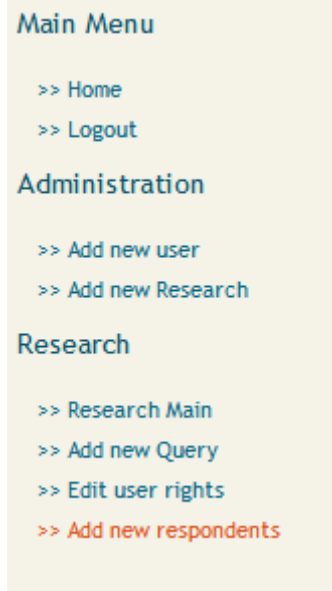 Main Menu
>> Home
>> Logout
Administration
>> Add new user
>> Add new Research
Research
>> Research Main
>> Add new Query
>> Edit user rights
>> Add new respondents